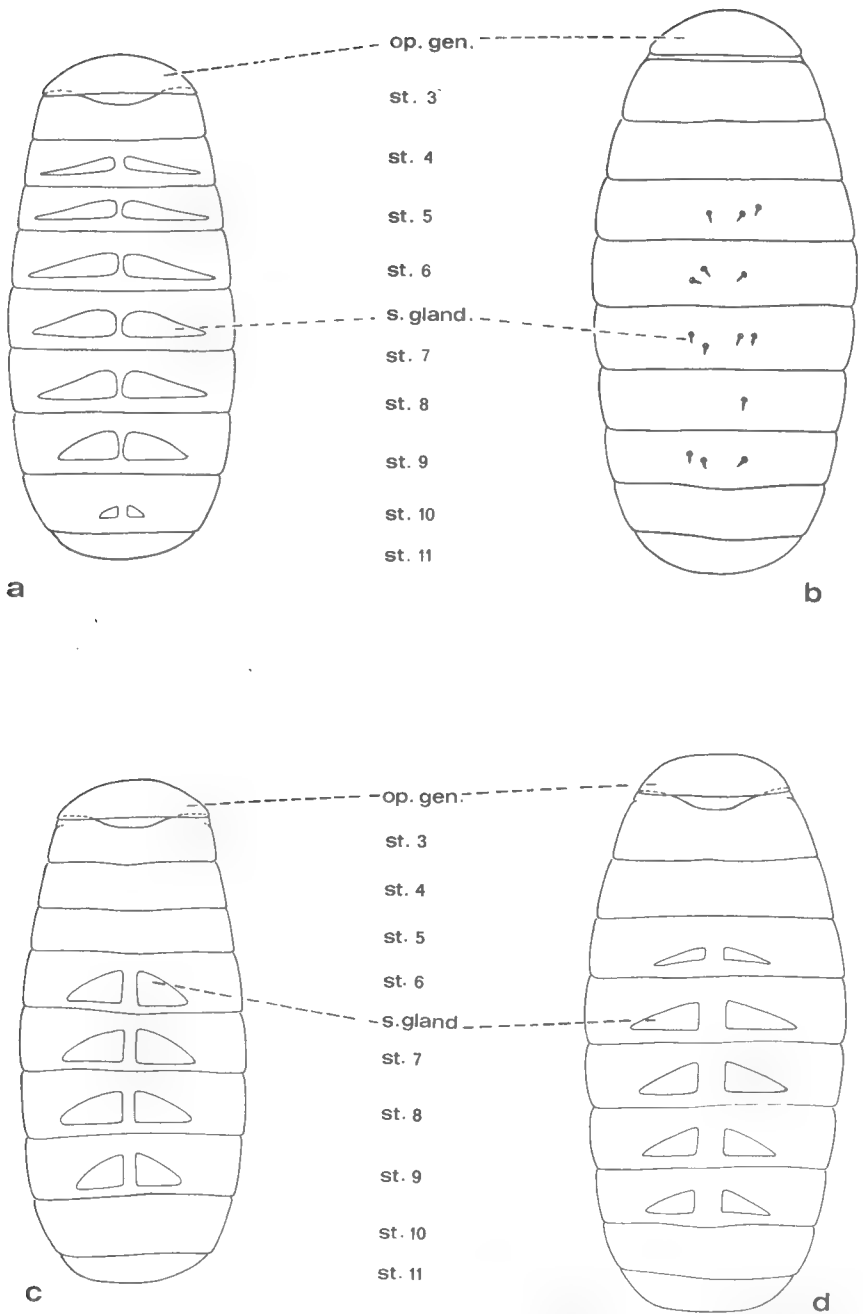 op. gen.
st. 3
st. 4
st. 5
st. 6
s. gland.
st. 7
st. 8
st. 9
st. 10
st. 11
a
b
op. gen.
st. 3
st. 4
st. 5
st. 6
s. gland
st. 7
st. 8
st. 9
st. 10
st. 11
c
d